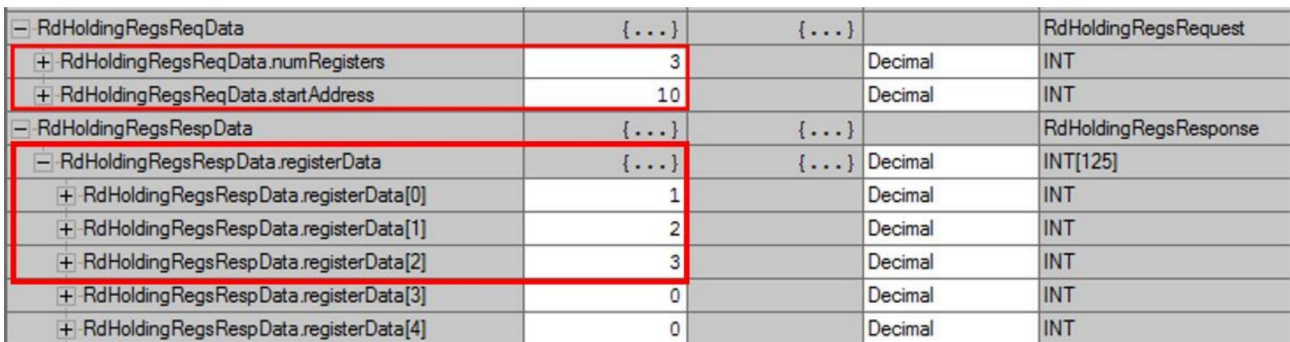 RdHoldingRegsReqData {...} {...} RdHoldingRegsRequest
RdHoldingRegsReqData.numRegisters 3 Decimal INT
RdHoldingRegsReqData.startAddress 10 Decimal INT
RdHoldingRegsRespData {...} {...} RdHoldingRegsResponse
RdHoldingRegsRespData.registerData {...} {...} Decimal INT[125]
RdHoldingRegsRespData.registerData[0] 1 Decimal INT
RdHoldingRegsRespData.registerData[1] 2 Decimal INT
RdHoldingRegsRespData.registerData[2] 3 Decimal INT
RdHoldingRegsRespData.registerData[3] 0 Decimal INT
RdHoldingRegsRespData.registerData[4] 0 Decimal INT